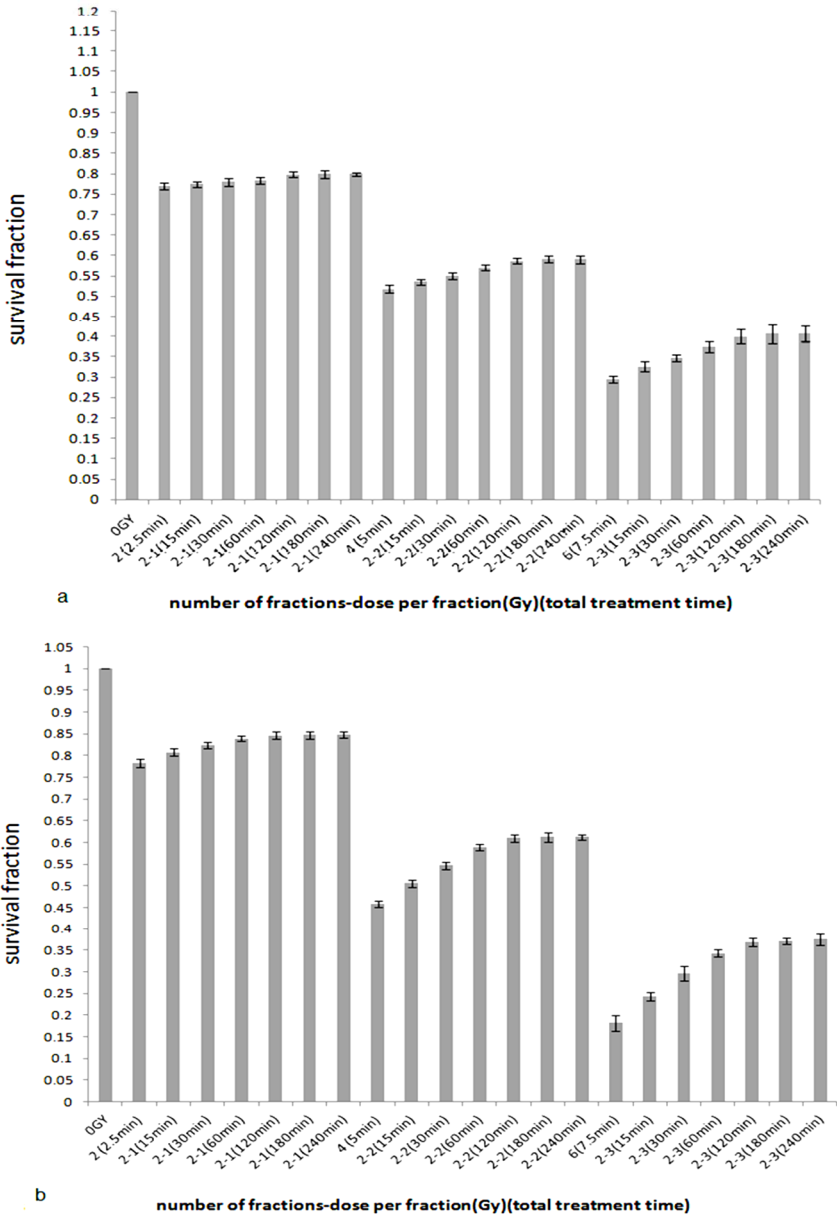 survival fraction
1.2
1.15
1.1
1.05
1
0.95
0.9
0.85
0.8
0.75
0.7
0.65
0.6
0.55
0.5
0.45
0.4
0.35
0.3
0.25
0.2
0.15
0.1
0.05
0
0GY
2 (2.5min)
2-1(15min)
2-1(30min)
2-1(60min)
2-1(120min)
2-1(180min)
2-1(240min)
4 (5min)
2-2(15min)
2-2(30min)
2-2(60min)
2-2(120min)
2-2(180min)
2-2(240min)
6(7.5min)
2-3(15min)
2-3(30min)
2-3(60min)
2-3(120min)
2-3(180min)
2-3(240min)
a
number of fractions-dose per fraction(Gy)(total treatment time)
survival fraction
1.05
1
0.95
0.9
0.85
0.8
0.75
0.7
0.65
0.6
0.55
0.5
0.45
0.4
0.35
0.3
0.25
0.2
0.15
0.1
0.05
0
0GY
2 (2.5min)
2-1(15min)
2-1(30min)
2-1(60min)
2-1(120min)
2-1(180min)
2-1(240min)
4 (5min)
2-2(15min)
2-2(30min)
2-2(60min)
2-2(120min)
2-2(180min)
2-2(240min)
6(7.5min)
2-3(15min)
2-3(30min)
2-3(60min)
2-3(120min)
2-3(180min)
2-3(240min)
b
number of fractions-dose per fraction(Gy)(total treatment time)